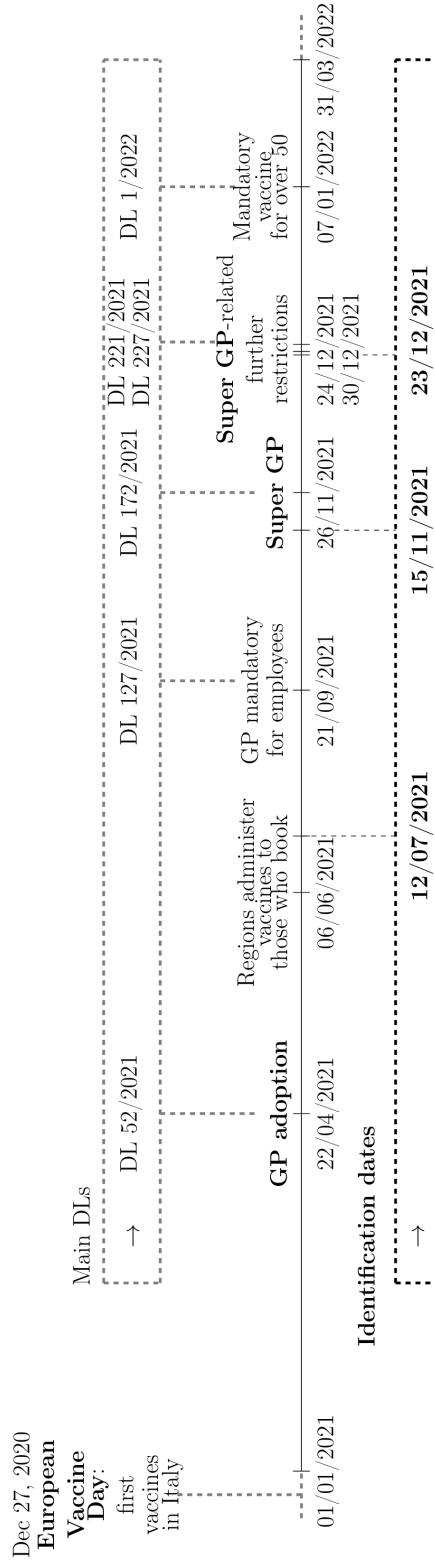 Dec 27, 2020
European
Vaccine
Day:
first
vaccines
in Italy
01/01/2021
Main DLs
→
DL 52/2021
DL 127/2021
DL 172/2021
DL 221/2021
DL 227/2021
DL 1/2022
GP adoption
22/04/2021
Regions administer
vaccines to
those who book
06/06/2021
GP mandatory
for employees
21/09/2021
Super GP
26/11/2021
Super GP-related
further
restrictions
24/12/2021
30/12/2021
Mandatory
vaccine
for over 50
07/01/2022
31/03/2022
Identification dates
→
12/07/2021
15/11/2021
23/12/2021